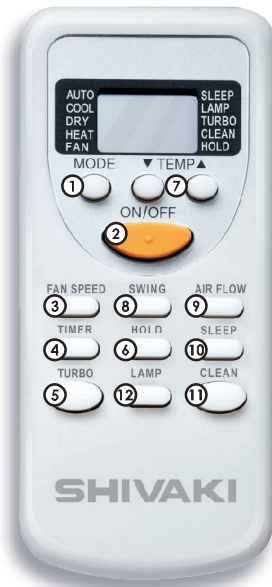 AUTO SLEEP
COOL LAMP
DRY TURBO
HEAT CLEAN
FAN HOLD
MODE ▼ TEMP ▲
1 7
ON/OFF
2
FAN SPEED SWING AIR FLOW
3 8 9
TIMER HOLD SLEEP
4 6 10
TURBO LAMP CLEAN
5 12 11
SHIVAKI